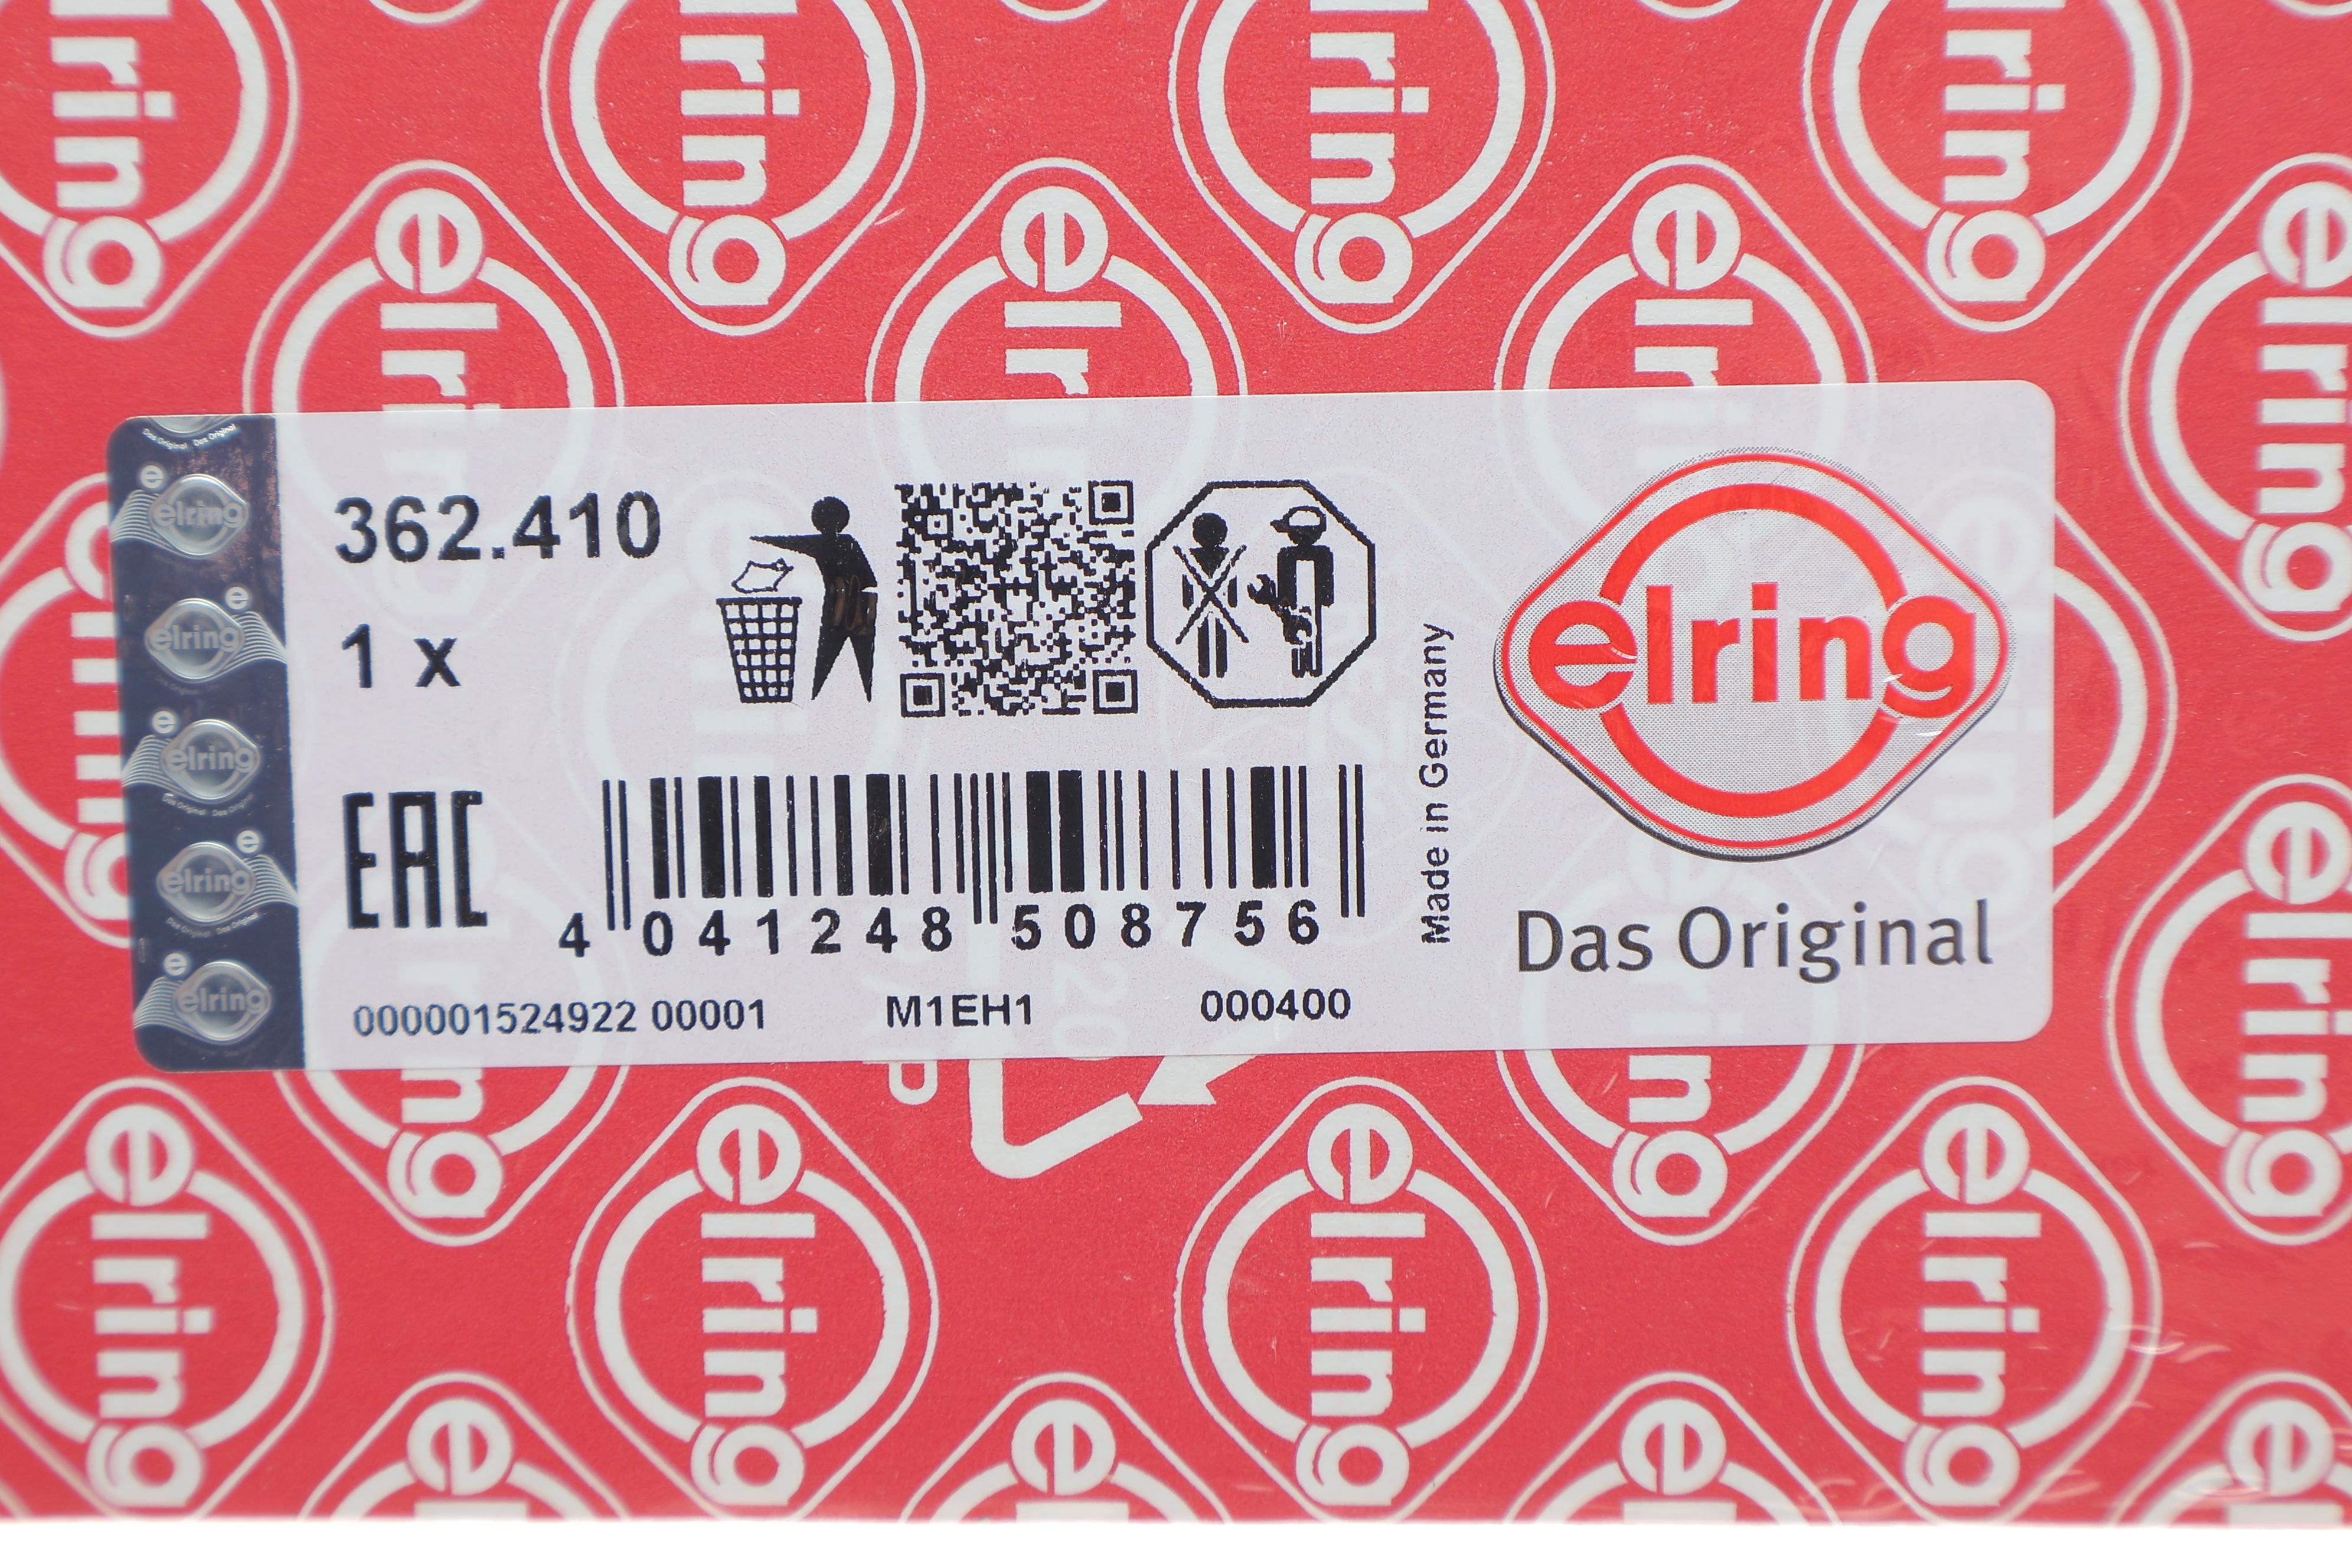 362.410
1 x
EAC
4 041248 508756
000001524922 00001 M1EH1 000400
Made in Germany
elring
Das Original